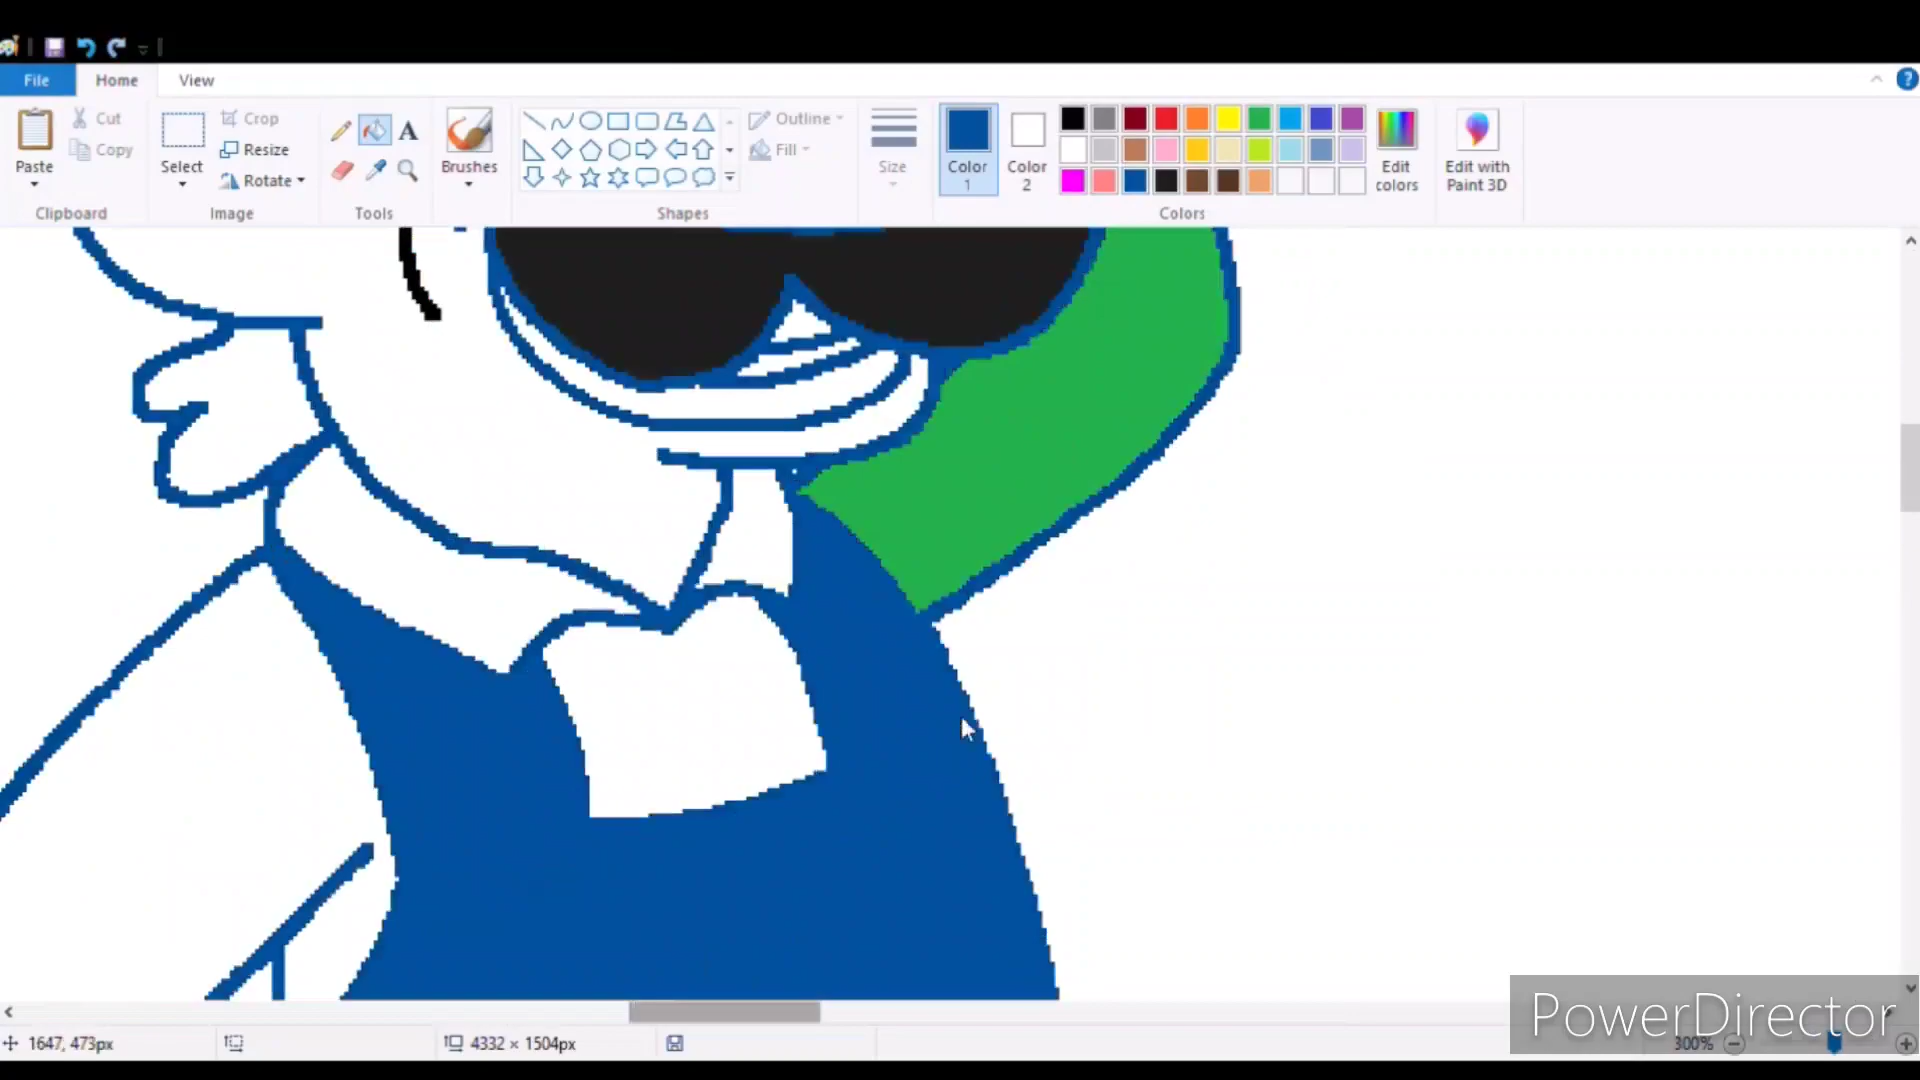 File Home View
Paste
Cut
Copy
Clipboard
Select
Crop
Resize
Rotate
Image
A
Tools
Brushes
Outline
Fill
Shapes
Size
Color 1
Color 2
Edit colors
Edit with Paint 3D
Colors
?
1647, 473px
4332 × 1504px
300%
PowerDirector